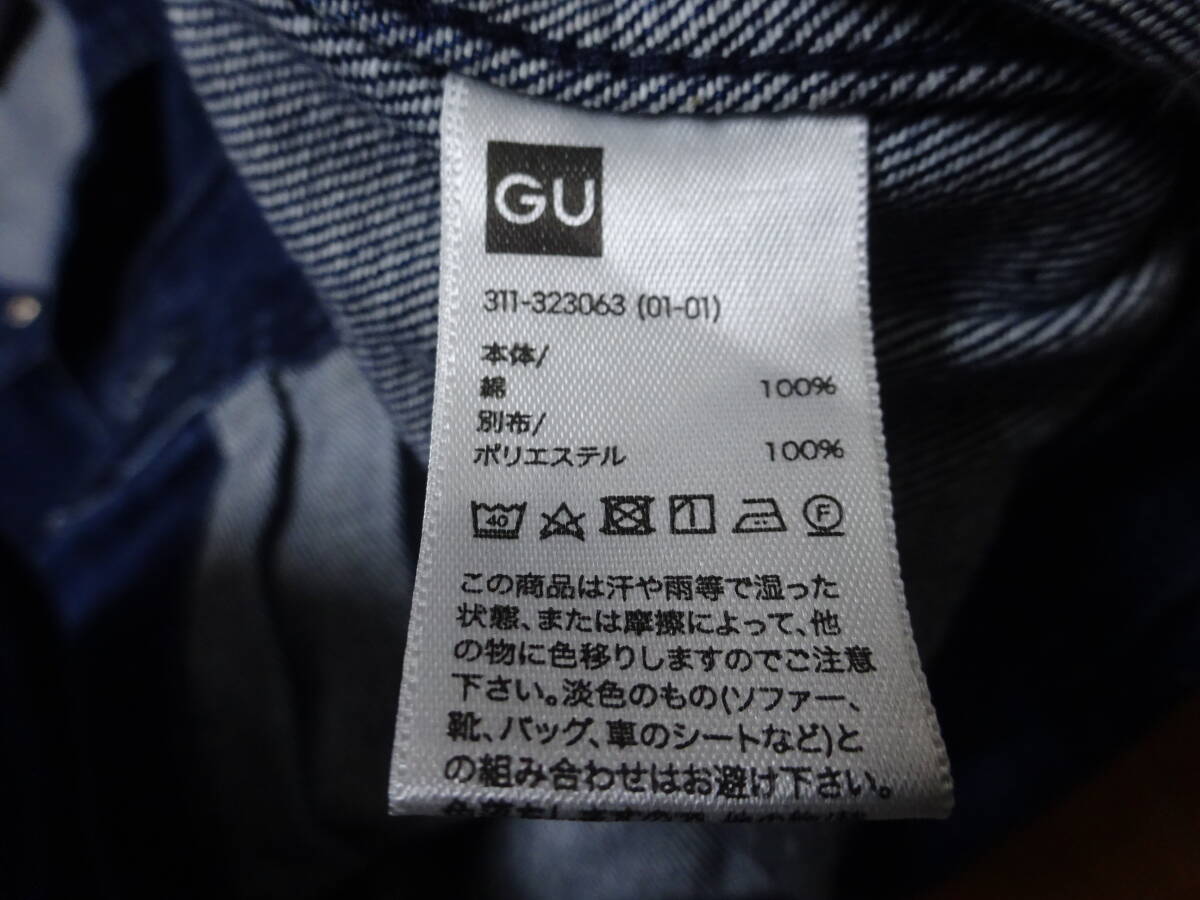 GU
311-323063 (01-01)
本体/
綿 100%
別布/
ポリエステル 100%
40 F
この商品は汗や雨等で湿った
状態、または摩擦によって、他
の物に色移りしますのでご注意
下さい。淡色のもの(ソファー、
靴、バッグ、車のシートなど)と
の組み合わせはお避け下さい。